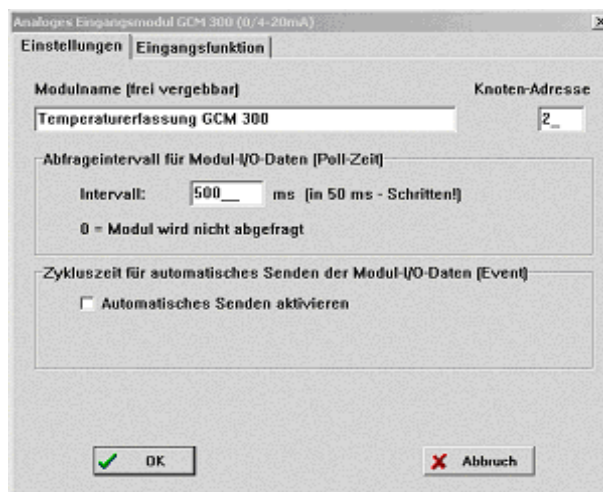 Analoges Eingangsmodul GCM 300 (0/4-20mA)
Einstellungen Eingangsfunktion
Modulname (frei vergebbar) Knoten-Adresse
Temperaturerfassung GCM 300 2_
Abfrageintervall für Modul-I/O-Daten (Poll-Zeit)
Intervall: 500__ ms (in 50 ms - Schritten!)
0 = Modul wird nicht abgefragt
Zykluszeit für automatisches Senden der Modul-I/O-Daten (Event)
Automatisches Senden aktivieren
OK Abbruch